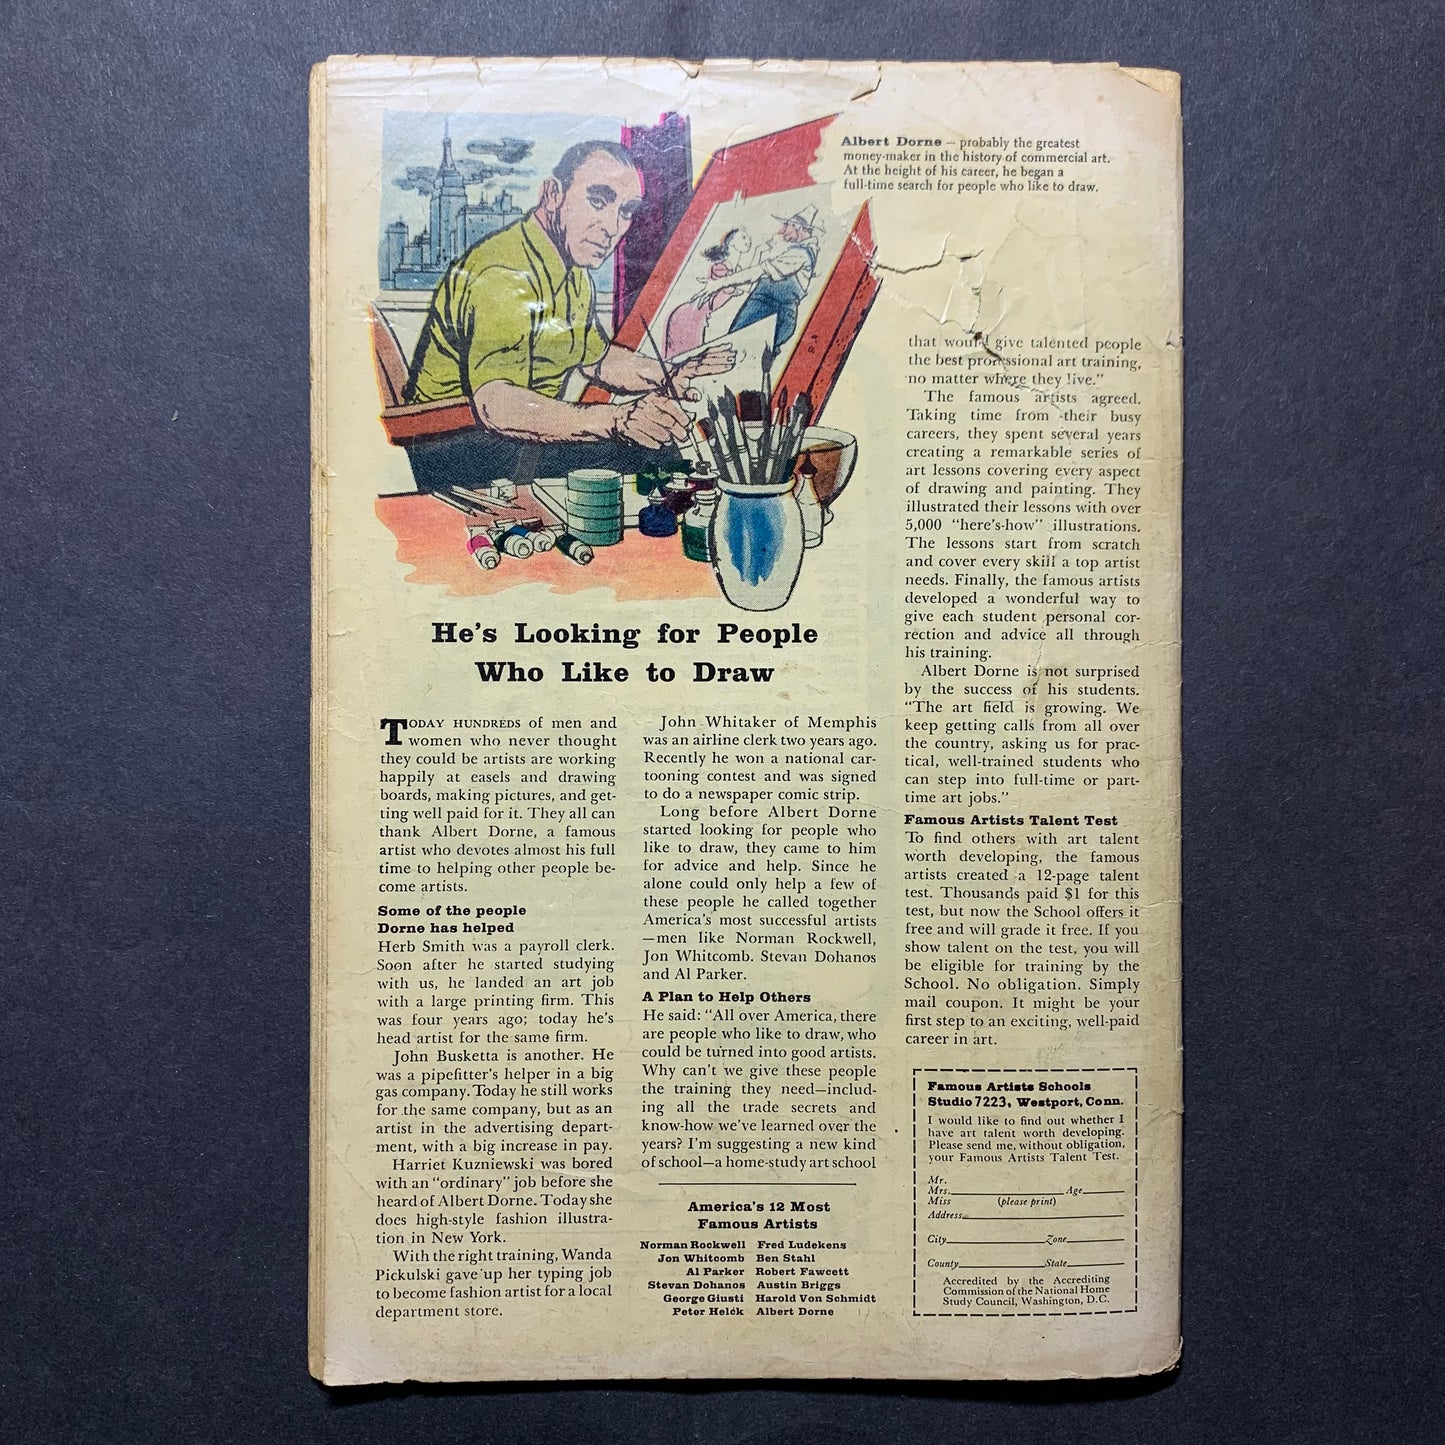 Albert Dorne – probably the greatest
money-maker in the history of commercial art.
At the height of his career, he began a
full-time search for people who like to draw.
He's Looking for People
Who Like to Draw
TODAY HUNDREDS of men and
women who never thought
they could be artists are working
happily at easels and drawing
boards, making pictures, and get-
ting well paid for it. They all can
thank Albert Dorne, a famous
artist who devotes almost his full
time to helping other people be-
come artists.
Some of the people
Dorne has helped
Herb Smith was a payroll clerk.
Soon after he started studying
with us, he landed an art job
with a large printing firm. This
was four years ago; today he's
head artist for the same firm.
John Busketta is another. He
was a pipefitter's helper in a big
gas company. Today he still works
for the same company, but as an
artist in the advertising depart-
ment, with a big increase in pay.
Harriet Kuzniewski was bored
with an "ordinary" job before she
heard of Albert Dorne. Today she
does high-style fashion illustra-
tion in New York.
With the right training, Wanda
Pickulski gave up her typing job
to become fashion artist for a local
department store.
John Whitaker of Memphis
was an airline clerk two years ago.
Recently he won a national car-
tooning contest and was signed
to do a newspaper comic strip.
Long before Albert Dorne
started looking for people who
like to draw, they came to him
for advice and help. Since he
alone could only help a few of
these people he called together
America's most successful artists
—men like Norman Rockwell,
Jon Whitcomb. Stevan Dohanos
and Al Parker.
A Plan to Help Others
He said: "All over America, there
are people who like to draw, who
could be turned into good artists.
Why can't we give these people
the training they need—includ-
ing all the trade secrets and
know-how we've learned over the
years? I'm suggesting a new kind
of school—a home-study art school
America's 12 Most
Famous Artists
Norman Rockwell Fred Ludekens
Jon Whitcomb Ben Stahl
Al Parker Robert Fawcett
Stevan Dohanos Austin Briggs
George Giusti Harold Von Schmidt
Peter Helck Albert Dorne
that would give talented people
the best professional art training,
no matter where they live."
The famous artists agreed.
Taking time from their busy
careers, they spent several years
creating a remarkable series of
art lessons covering every aspect
of drawing and painting. They
illustrated their lessons with over
5,000 "here's-how" illustrations.
The lessons start from scratch
and cover every skill a top artist
needs. Finally, the famous artists
developed a wonderful way to
give each student personal cor-
rection and advice all through
his training.
Albert Dorne is not surprised
by the success of his students.
"The art field is growing. We
keep getting calls from all over
the country, asking us for prac-
tical, well-trained students who
can step into full-time or part-
time art jobs."
Famous Artists Talent Test
To find others with art talent
worth developing, the famous
artists created a 12-page talent
test. Thousands paid $1 for this
test, but now the School offers it
free and will grade it free. If you
show talent on the test, you will
be eligible for training by the
School. No obligation. Simply
mail coupon. It might be your
first step to an exciting, well-paid
career in art.
Famous Artists Schools
Studio 7223, Westport, Conn.
I would like to find out whether I
have art talent worth developing.
Please send me, without obligation,
your Famous Artists Talent Test.
Mr.
Mrs. Age
Miss (please print)
Address
City Zone
County State
Accredited by the Accrediting
Commission of the National Home
Study Council, Washington, D.C.